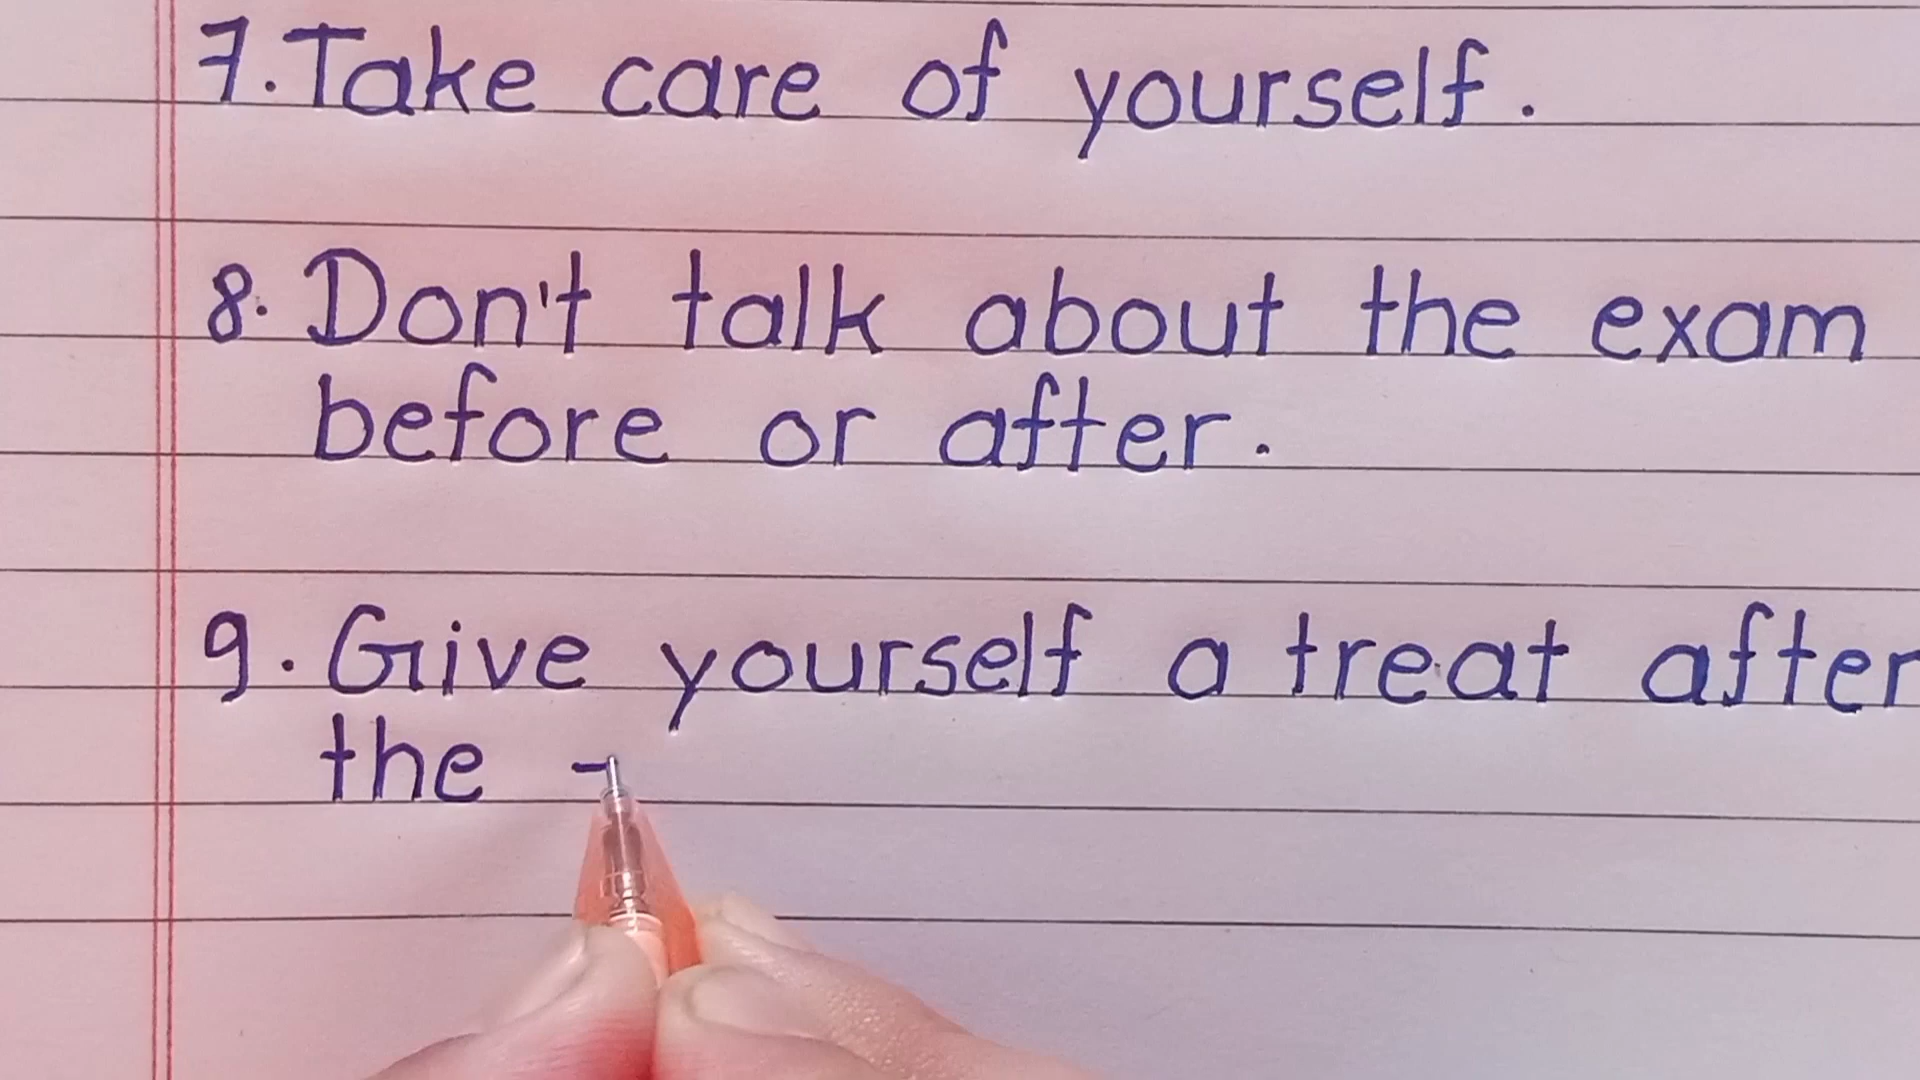 7. Take care of yourself.
8. Don't talk about the exam
before or after.
9. Give yourself a treat after
the